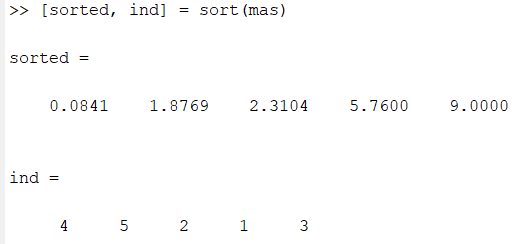 >> [sorted, ind] = sort(mas)
sorted =
0.0841 1.8769 2.3104 5.7600 9.0000
ind =
4 5 2 1 3